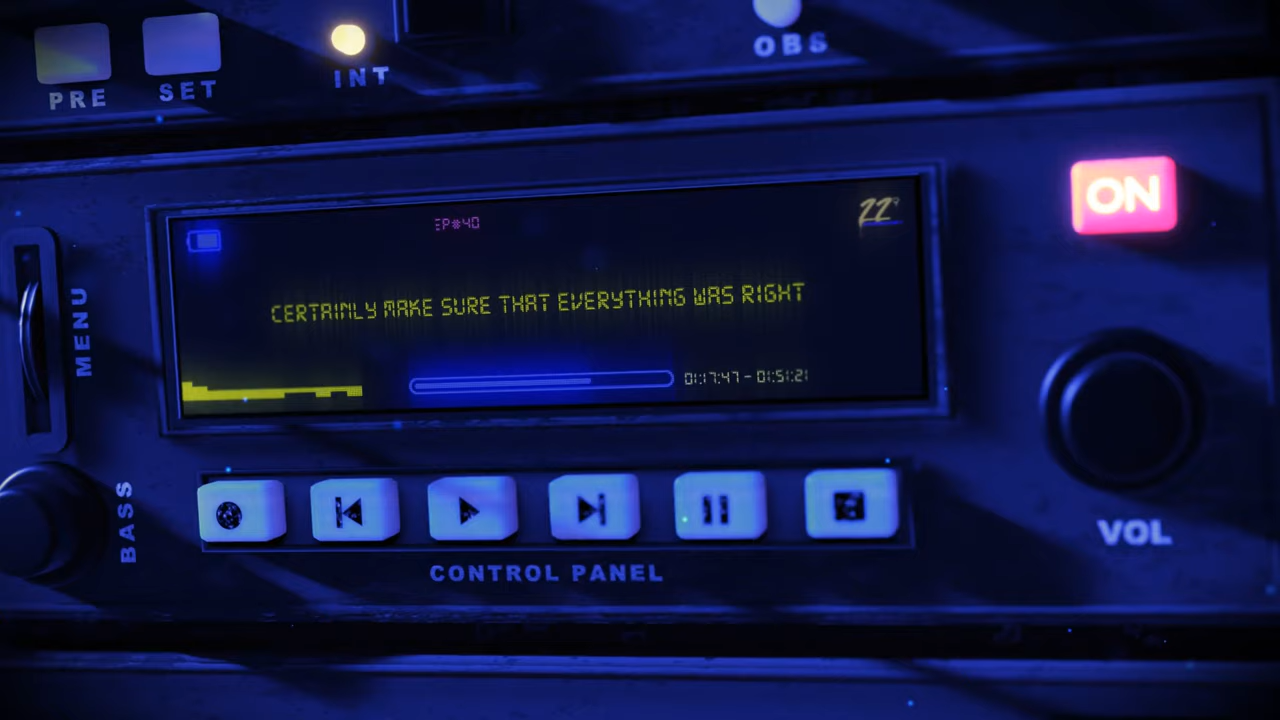 PRE
SET
INT
OBS
EP#40
22°
ON
CERTAINLY MAKE SURE THAT EVERYTHING WAS RIGHT
01:17:47 - 01:51:21
MENU
BASS
VOL
CONTROL PANEL